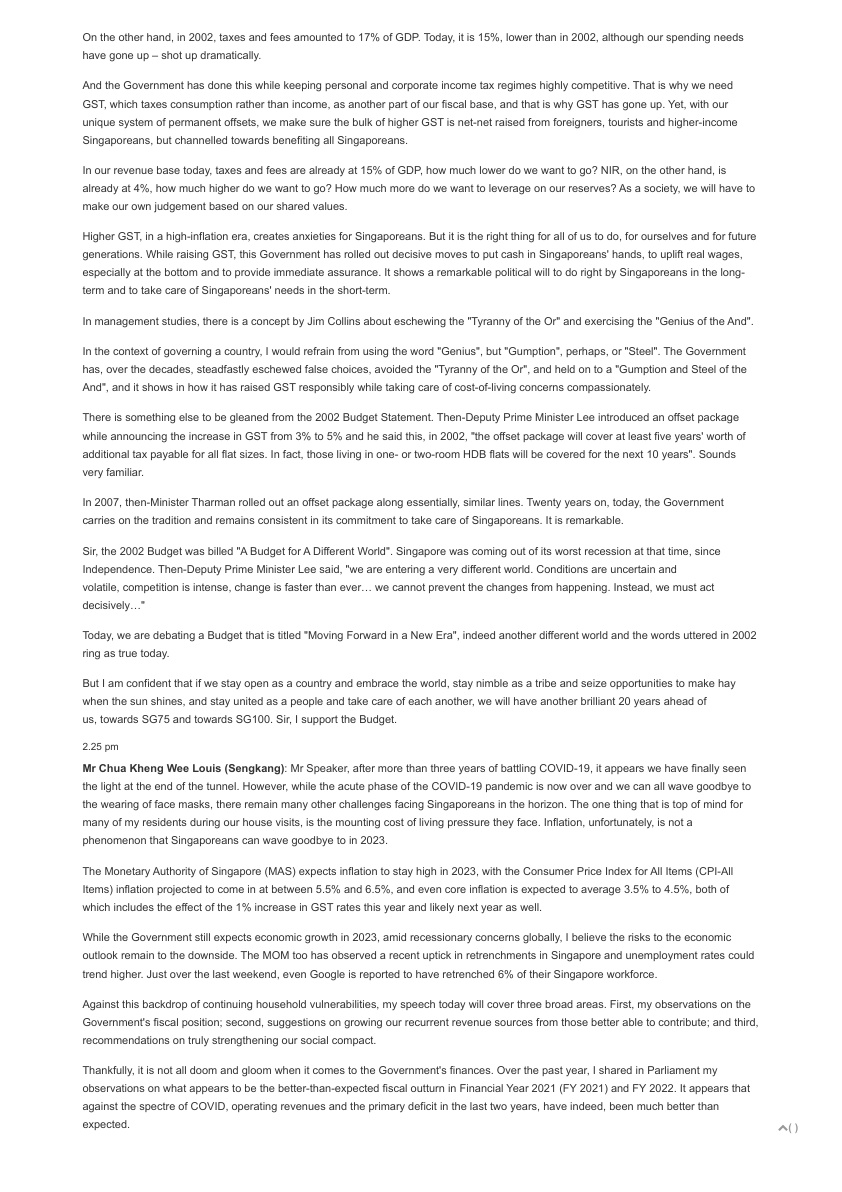 On the other hand, in 2002, taxes and fees amounted to 17% of GDP. Today, it is 15%, lower than in 2002, although our spending needs
have gone up – shot up dramatically.
And the Government has done this while keeping personal and corporate income tax regimes highly competitive. That is why we need
GST, which taxes consumption rather than income, as another part of our fiscal base, and that is why GST has gone up. Yet, with our
unique system of permanent offsets, we make sure the bulk of higher GST is net-net raised from foreigners, tourists and higher-income
Singaporeans, but channelled towards benefiting all Singaporeans.
In our revenue base today, taxes and fees are already at 15% of GDP, how much lower do we want to go? NIR, on the other hand, is
already at 4%, how much higher do we want to go? How much more do we want to leverage on our reserves? As a society, we will have to
make our own judgement based on our shared values.
Higher GST, in a high-inflation era, creates anxieties for Singaporeans. But it is the right thing for all of us to do, for ourselves and for future
generations. While raising GST, this Government has rolled out decisive moves to put cash in Singaporeans' hands, to uplift real wages,
especially at the bottom and to provide immediate assurance. It shows a remarkable political will to do right by Singaporeans in the long-
term and to take care of Singaporeans' needs in the short-term.
In management studies, there is a concept by Jim Collins about eschewing the "Tyranny of the Or" and exercising the "Genius of the And".
In the context of governing a country, I would refrain from using the word "Genius", but "Gumption", perhaps, or "Steel". The Government
has, over the decades, steadfastly eschewed false choices, avoided the "Tyranny of the Or", and held on to a "Gumption and Steel of the
And", and it shows in how it has raised GST responsibly while taking care of cost-of-living concerns compassionately.
There is something else to be gleaned from the 2002 Budget Statement. Then-Deputy Prime Minister Lee introduced an offset package
while announcing the increase in GST from 3% to 5% and he said this, in 2002, "the offset package will cover at least five years' worth of
additional tax payable for all flat sizes. In fact, those living in one- or two-room HDB flats will be covered for the next 10 years". Sounds
very familiar.
In 2007, then-Minister Tharman rolled out an offset package along essentially, similar lines. Twenty years on, today, the Government
carries on the tradition and remains consistent in its commitment to take care of Singaporeans. It is remarkable.
Sir, the 2002 Budget was billed "A Budget for A Different World". Singapore was coming out of its worst recession at that time, since
Independence. Then-Deputy Prime Minister Lee said, "we are entering a very different world. Conditions are uncertain and
volatile, competition is intense, change is faster than ever… we cannot prevent the changes from happening. Instead, we must act
decisively…"
Today, we are debating a Budget that is titled "Moving Forward in a New Era", indeed another different world and the words uttered in 2002
ring as true today.
But I am confident that if we stay open as a country and embrace the world, stay nimble as a tribe and seize opportunities to make hay
when the sun shines, and stay united as a people and take care of each another, we will have another brilliant 20 years ahead of
us, towards SG75 and towards SG100. Sir, I support the Budget.
2.25 pm
Mr Chua Kheng Wee Louis (Sengkang): Mr Speaker, after more than three years of battling COVID-19, it appears we have finally seen
the light at the end of the tunnel. However, while the acute phase of the COVID-19 pandemic is now over and we can all wave goodbye to
the wearing of face masks, there remain many other challenges facing Singaporeans in the horizon. The one thing that is top of mind for
many of my residents during our house visits, is the mounting cost of living pressure they face. Inflation, unfortunately, is not a
phenomenon that Singaporeans can wave goodbye to in 2023.
The Monetary Authority of Singapore (MAS) expects inflation to stay high in 2023, with the Consumer Price Index for All Items (CPI-All
Items) inflation projected to come in at between 5.5% and 6.5%, and even core inflation is expected to average 3.5% to 4.5%, both of
which includes the effect of the 1% increase in GST rates this year and likely next year as well.
While the Government still expects economic growth in 2023, amid recessionary concerns globally, I believe the risks to the economic
outlook remain to the downside. The MOM too has observed a recent uptick in retrenchments in Singapore and unemployment rates could
trend higher. Just over the last weekend, even Google is reported to have retrenched 6% of their Singapore workforce.
Against this backdrop of continuing household vulnerabilities, my speech today will cover three broad areas. First, my observations on the
Government's fiscal position; second, suggestions on growing our recurrent revenue sources from those better able to contribute; and third,
recommendations on truly strengthening our social compact.
Thankfully, it is not all doom and gloom when it comes to the Government's finances. Over the past year, I shared in Parliament my
observations on what appears to be the better-than-expected fiscal outturn in Financial Year 2021 (FY 2021) and FY 2022. It appears that
against the spectre of COVID, operating revenues and the primary deficit in the last two years, have indeed, been much better than
expected.
( )